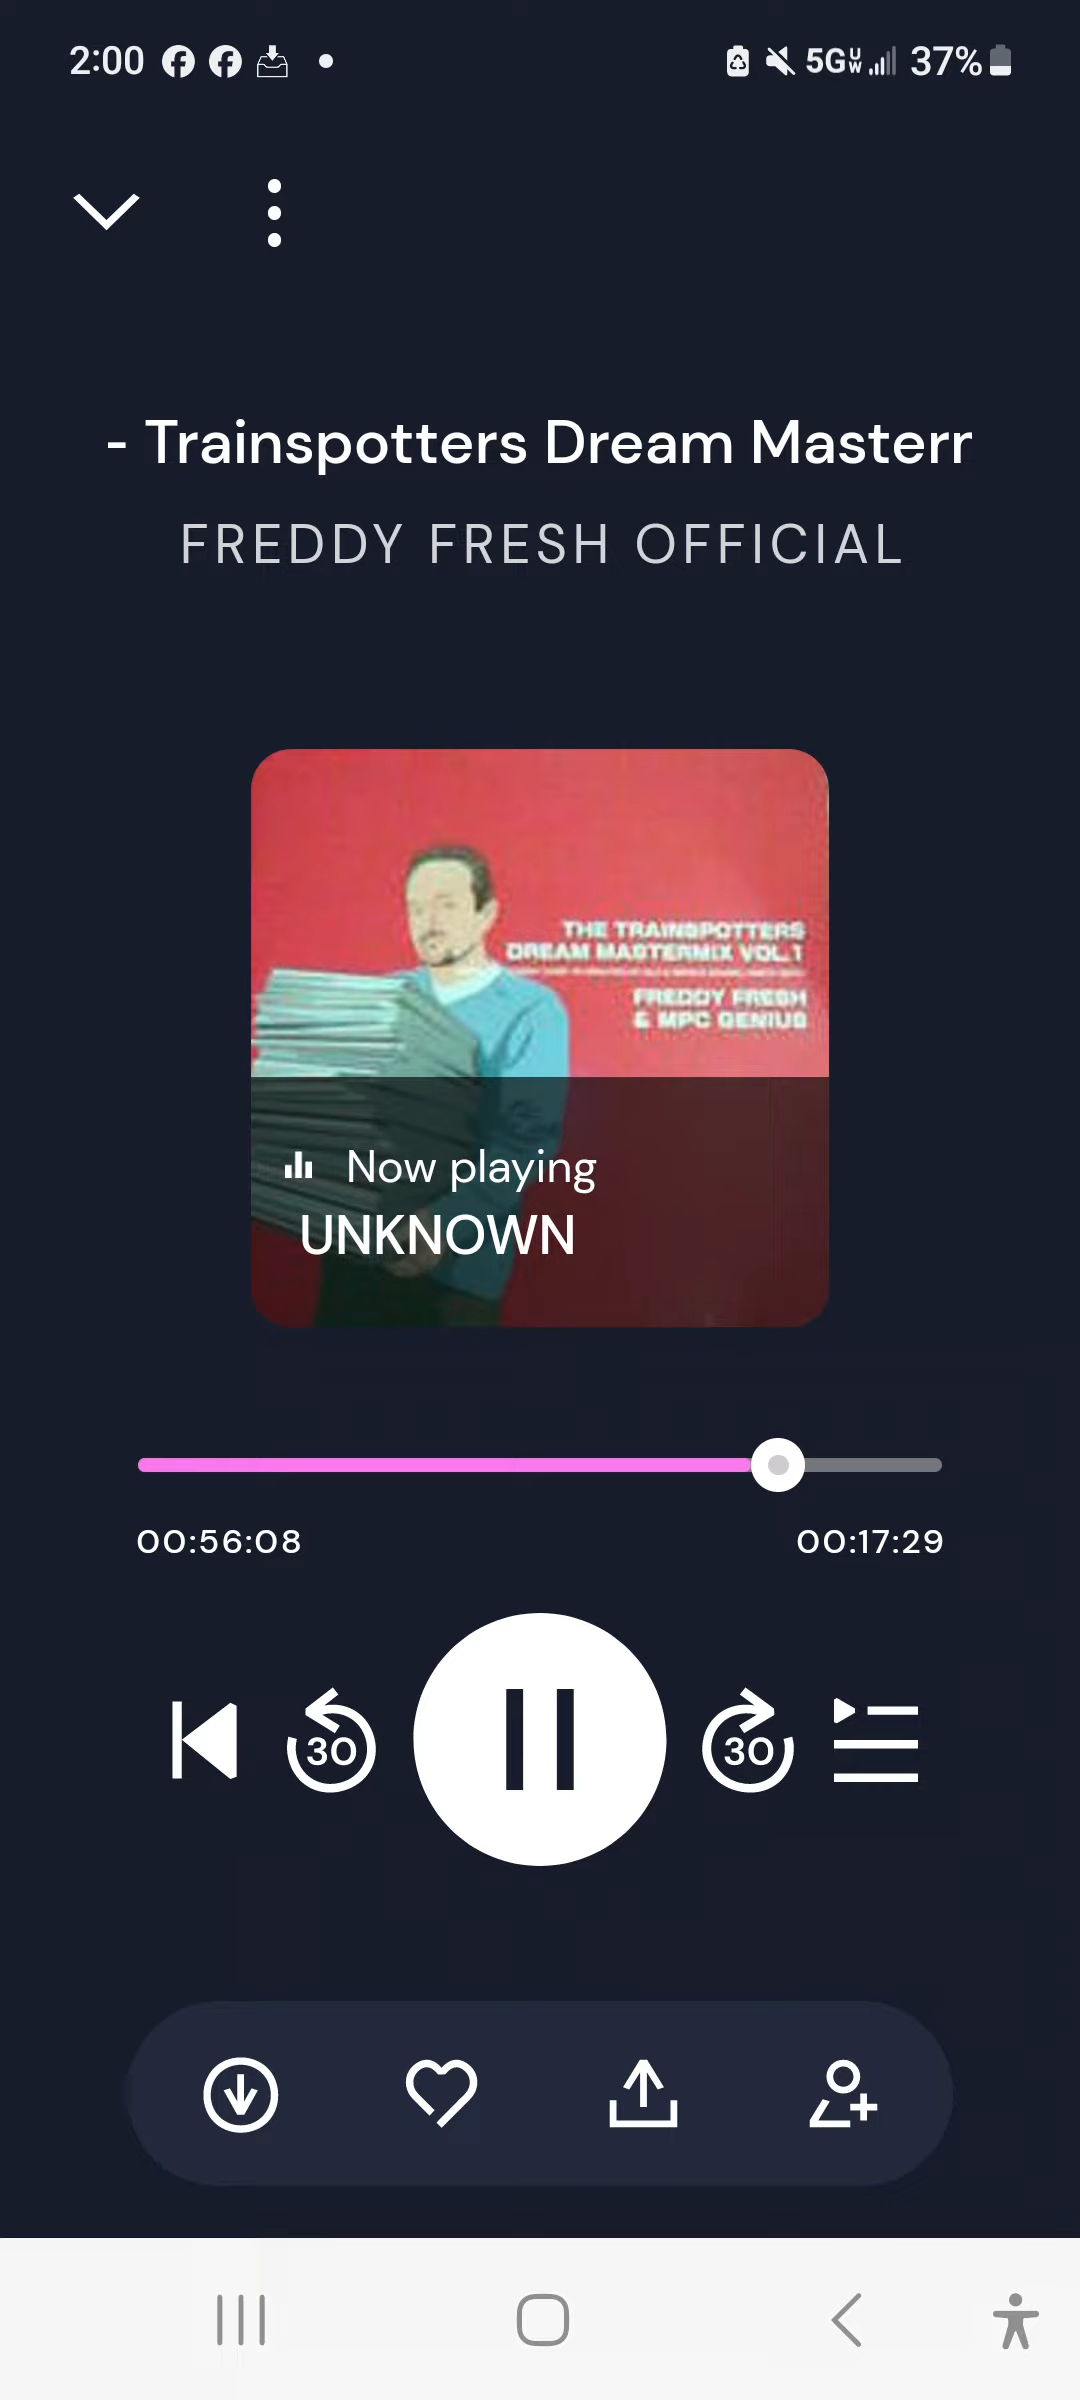 2:00
5G UW 37%
- Trainspotters Dream Masterr
FREDDY FRESH OFFICIAL
THE TRAINSPOTTERS
DREAM MASTERMIX VOL.1
FREDDY FRESH
& MPC GENIUS
Now playing
UNKNOWN
00:56:08 00:17:29
30 30